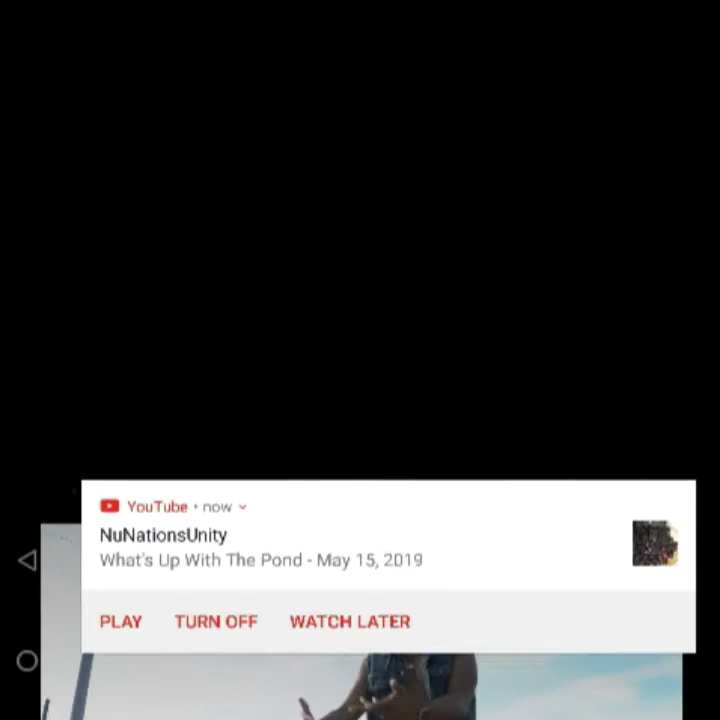 YouTube • now
NuNationsUnity
What's Up With The Pond - May 15, 2019
PLAY TURN OFF WATCH LATER